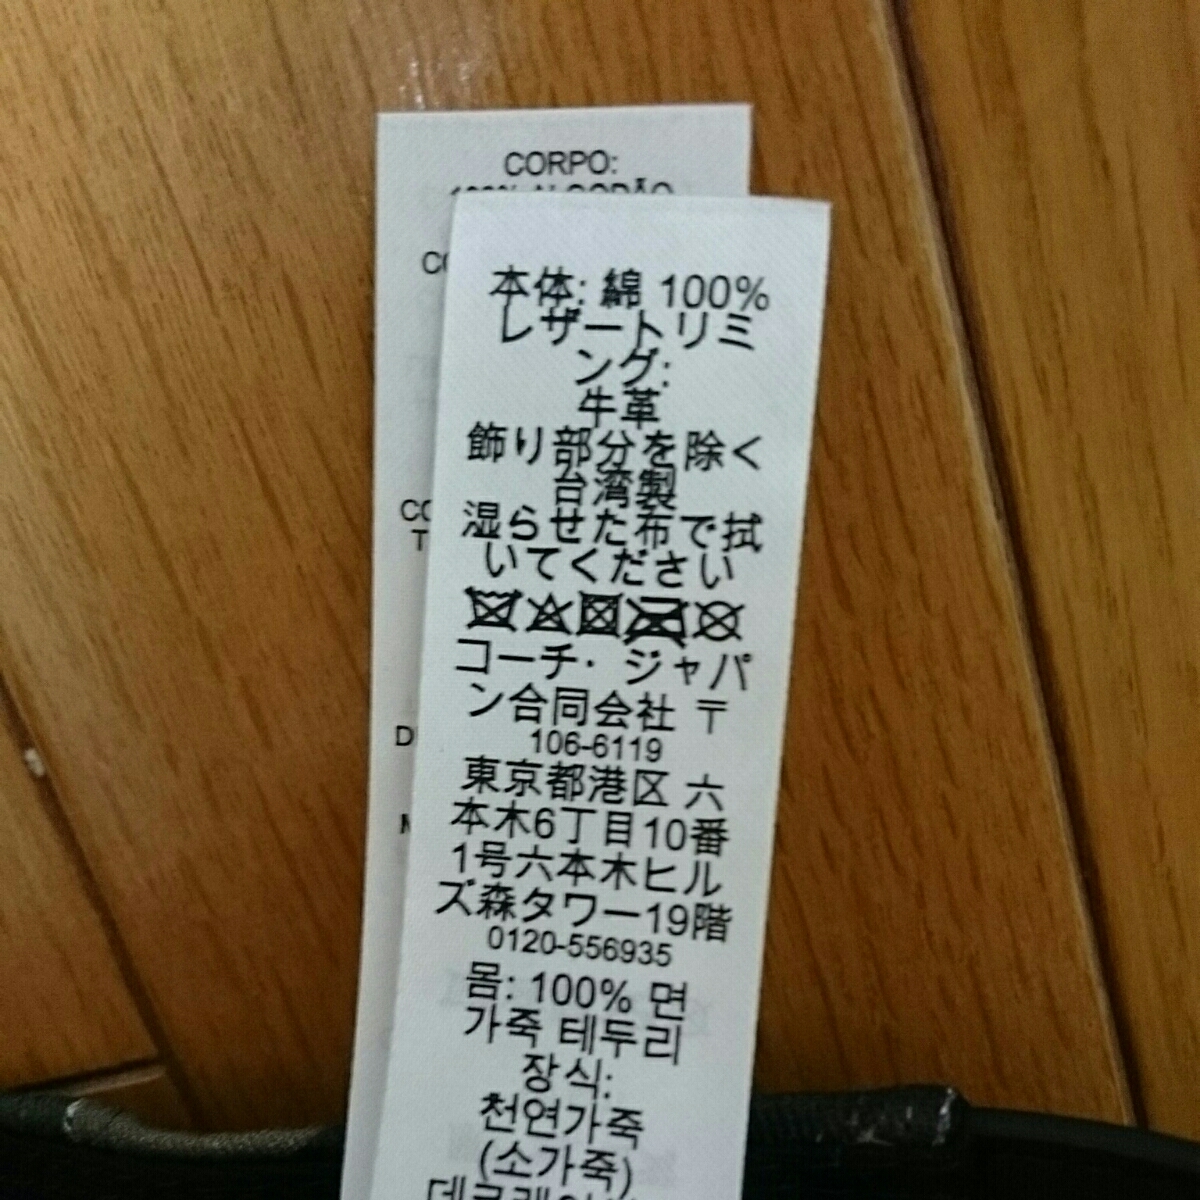 CORPO:
100% ALGODÃO
本体: 綿 100%
レザートリミ
ング:
牛革
飾り部分を除く
台湾製
湿らせた布で拭
いてください
コーチ・ジャパ
ン合同会社 〒
106-6119
東京都港区 六
本木6丁目10番
1号六本木ヒル
ズ森タワー19階
0120-556935
몸: 100% 면
가죽 테두리
장식:
천연가죽
(소가죽)